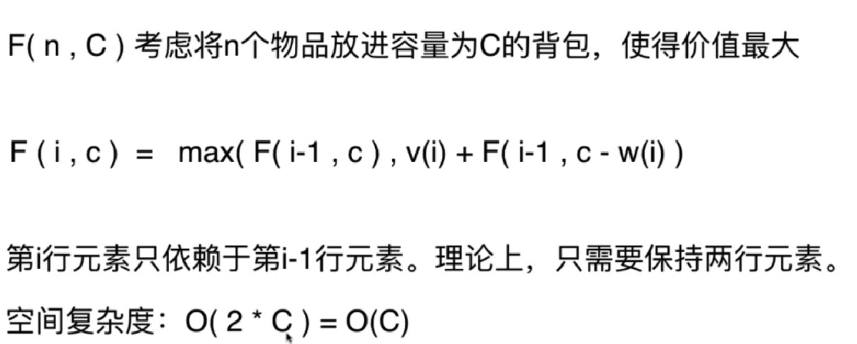 F( n , C ) 考虑将n个物品放进容量为C的背包，使得价值最大
F ( i , c ) = max( F( i-1 , c ) , v(i) + F( i-1 , c - w(i) )
第i行元素只依赖于第i-1行元素。理论上，只需要保持两行元素。
空间复杂度：O( 2 * C ) = O(C)